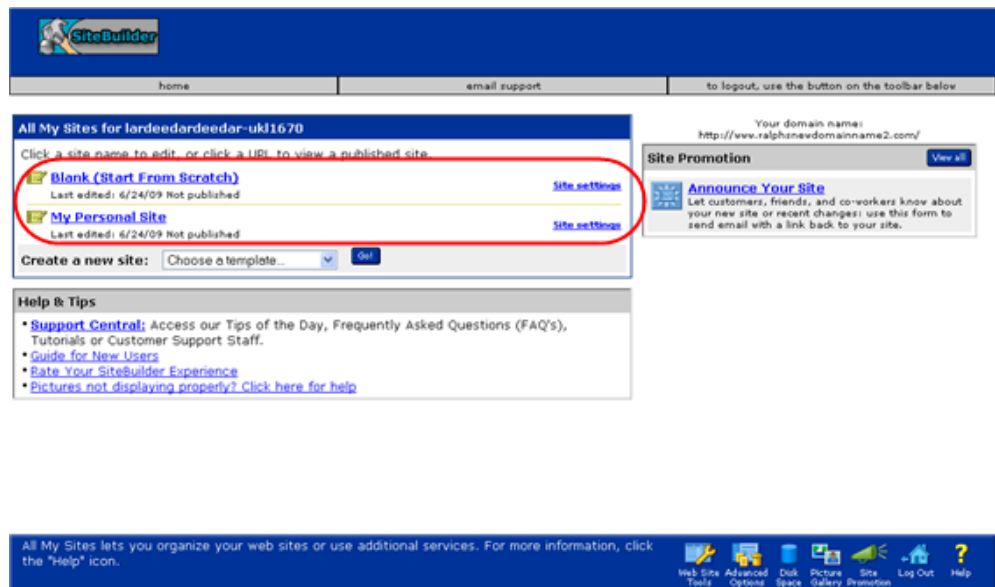 SiteBuilder
home
email support
to logout, use the button on the toolbar below
All My Sites for lardeedardeedar-ukl1670
Click a site name to edit, or click a URL to view a published site.
Blank (Start From Scratch)
Site settings
Last edited: 6/24/09 Not published
My Personal Site
Site settings
Last edited: 6/24/09 Not published
Create a new site: Choose a template... Go!
Help & Tips
• Support Central: Access our Tips of the Day, Frequently Asked Questions (FAQ's),
Tutorials or Customer Support Staff.
• Guide for New Users
• Rate Your SiteBuilder Experience
• Pictures not displaying properly? Click here for help
Your domain name:
http://www.ralphsnewdomainname2.com/
Site Promotion View all
Announce Your Site
Let customers, friends, and co-workers know about
your new site or recent changes: use this form to
send email with a link back to your site.
All My Sites lets you organize your web sites or use additional services. For more information, click
the "Help" icon.
Web Site Tools
Advanced Options
Disk Space
Picture Gallery
Site Promotion
Log Out
Help